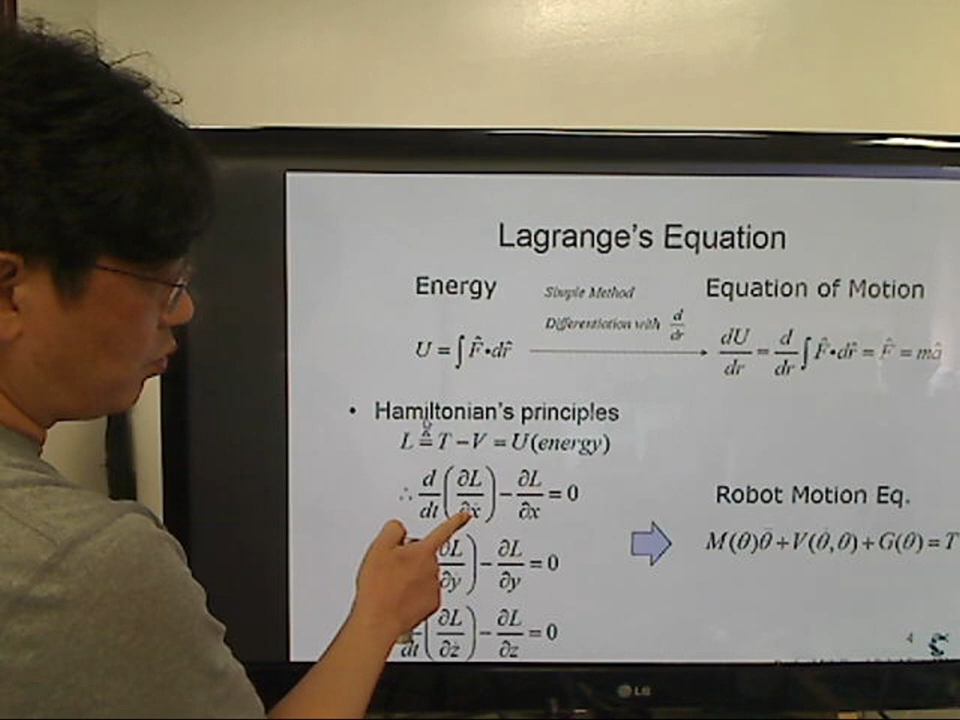 Lagrange's Equation
Energy
Simple Method
Differentiation with d/dr
Equation of Motion
U = ∫ F̂•dr̂
dU/dr = d/dr ∫ F̂•dr̂ = F̂ = mâ
• Hamiltonian's principles
L ≜ T − V = U(energy)
∴ d/dt (∂L/∂ẋ) − ∂L/∂x = 0
(∂L/∂ẏ) − ∂L/∂y = 0
dt (∂L/∂ż) − ∂L/∂z = 0
Robot Motion Eq.
M(θ)θ̈ + V(θ̇, θ) + G(θ) = T
4
LG